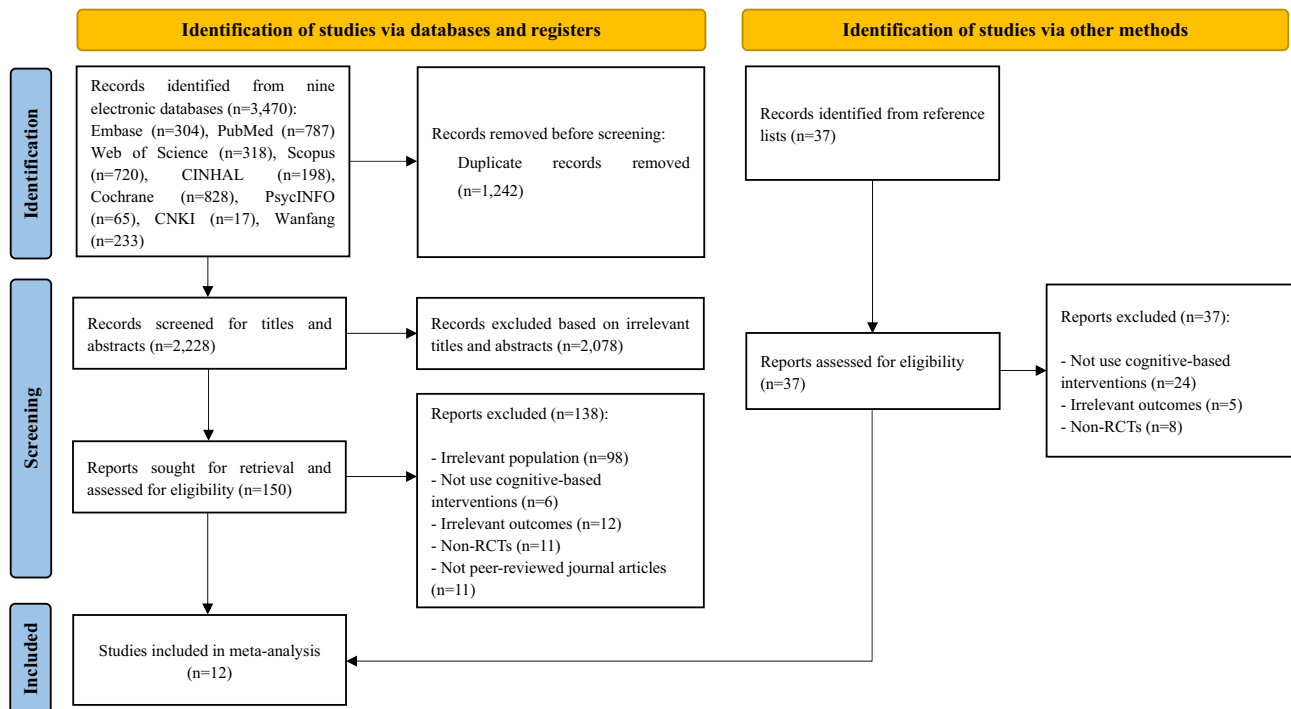 Identification of studies via databases and registers
Identification of studies via other methods
Identification
Records identified from nine
electronic databases (n=3,470):
Embase (n=304), PubMed (n=787)
Web of Science (n=318), Scopus
(n=720), CINHAL (n=198),
Cochrane (n=828), PsycINFO
(n=65), CNKI (n=17), Wanfang
(n=233)
Records removed before screening:
Duplicate records removed
(n=1,242)
Records identified from reference
lists (n=37)
Screening
Records screened for titles and
abstracts (n=2,228)
Records excluded based on irrelevant
titles and abstracts (n=2,078)
Reports sought for retrieval and
assessed for eligibility (n=150)
Reports excluded (n=138):
- Irrelevant population (n=98)
- Not use cognitive-based
interventions (n=6)
- Irrelevant outcomes (n=12)
- Non-RCTs (n=11)
- Not peer-reviewed journal articles
(n=11)
Reports assessed for eligibility
(n=37)
Reports excluded (n=37):
- Not use cognitive-based
interventions (n=24)
- Irrelevant outcomes (n=5)
- Non-RCTs (n=8)
Included
Studies included in meta-analysis
(n=12)